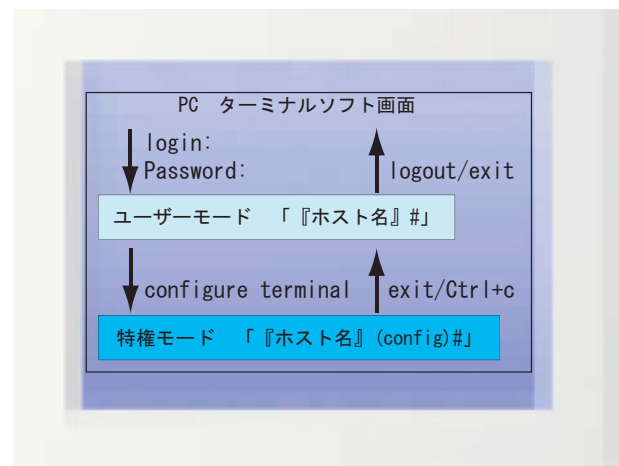 PC ターミナルソフト画面
login:
Password:
logout/exit
ユーザーモード 「『ホスト名』#」
configure terminal
exit/Ctrl+c
特権モード 「『ホスト名』(config)#」